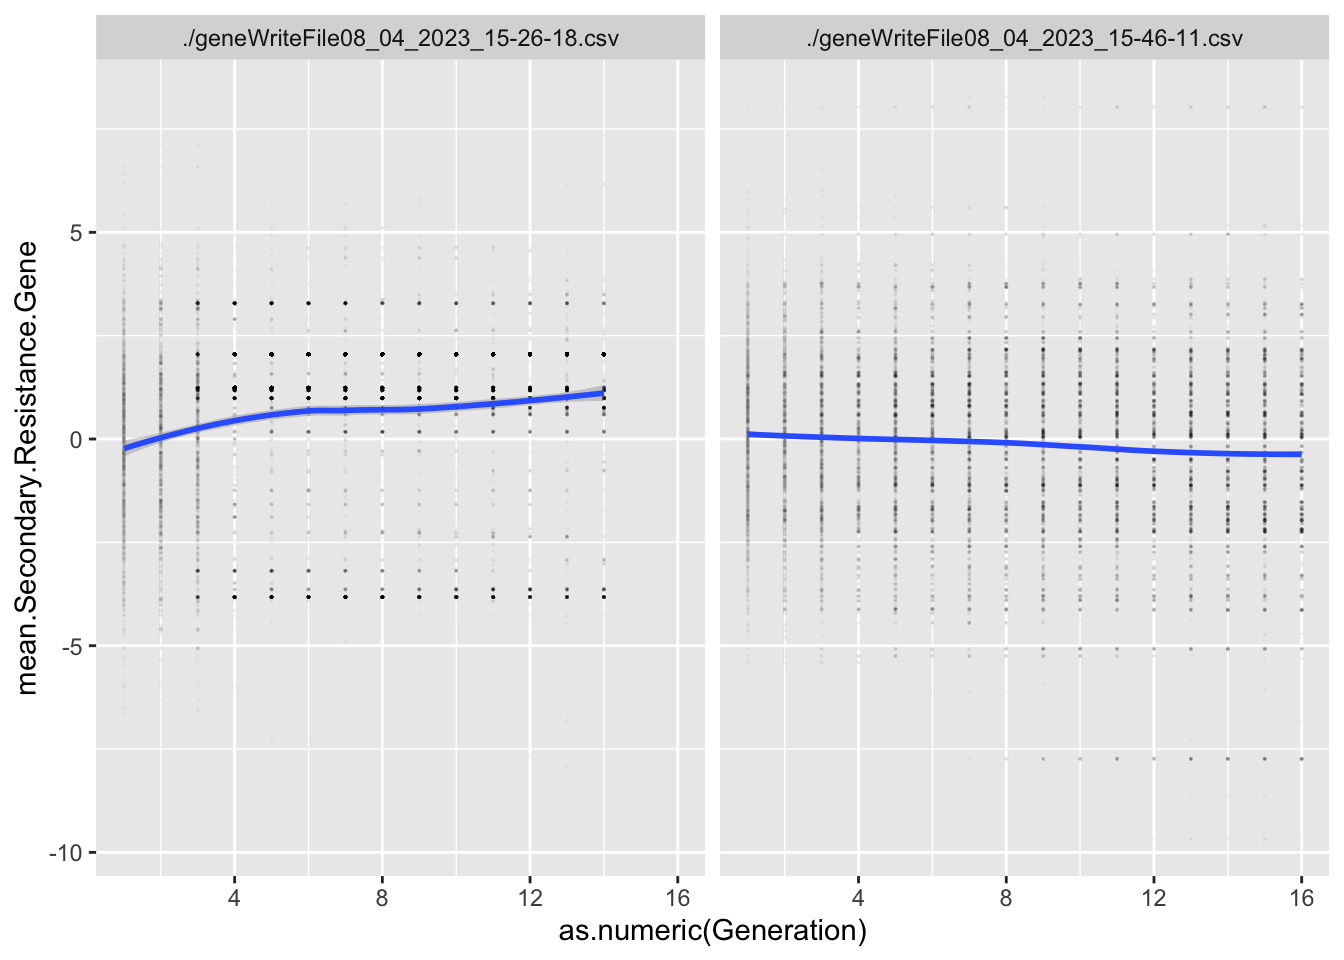 ./geneWriteFile08_04_2023_15-26-18.csv
./geneWriteFile08_04_2023_15-46-11.csv
mean.Secondary.Resistance.Gene
5
0
-5
-10
4 8 12 16
4 8 12 16
as.numeric(Generation)